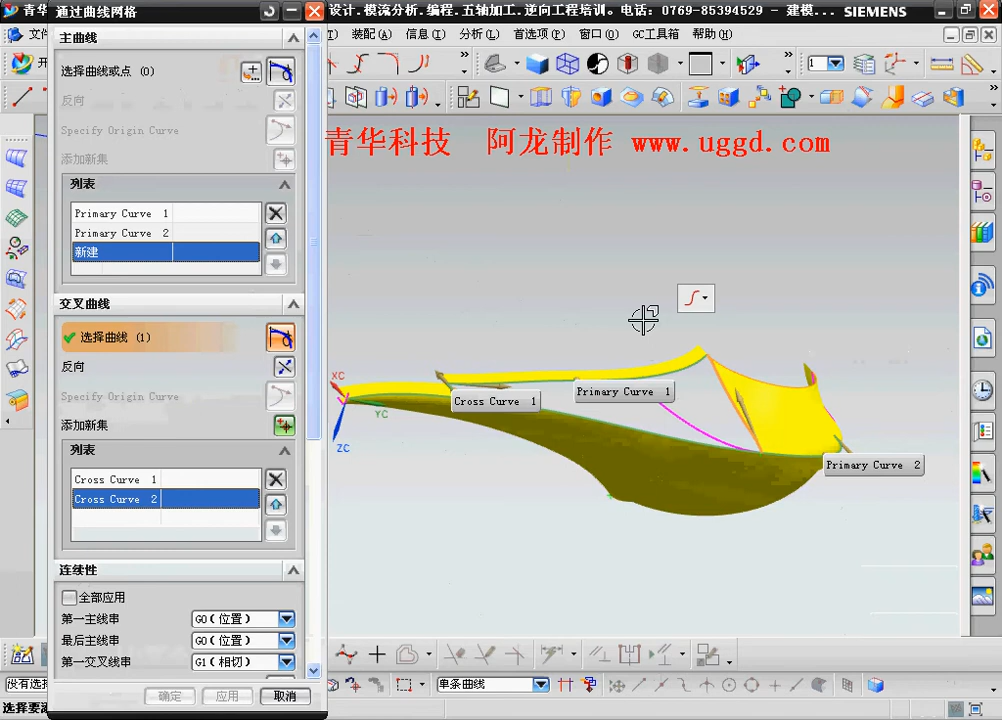 青华
设计.模流分析.编程.五轴加工.逆向工程培训。电话: 0769-85394529 - 建模... SIEMENS
通过曲线网格
装配(A) 信息(I) 分析(L) 首选项(P) 窗口(O) GC工具箱 帮助(H)
主曲线
选择曲线或点 (0)
1
反向
Specify Origin Curve
添加新集
青华科技 阿龙制作 www.uggd.com
列表
Primary Curve 1
Primary Curve 2
新建
交叉曲线
选择曲线 (1)
反向
Specify Origin Curve
添加新集
列表
Cross Curve 1
Cross Curve 2
XC
YC
ZC
Cross Curve 1
Primary Curve 1
Primary Curve 2
连续性
全部应用
第一主线串 G0(位置)
最后主线串 G0(位置)
第一交叉线串 G1(相切)
确定 应用 取消
单条曲线